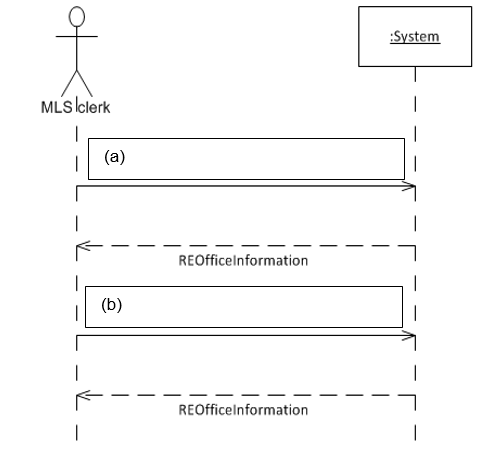 :System
MLS clerk
(a)
REOfficeInformation
(b)
REOfficeInformation